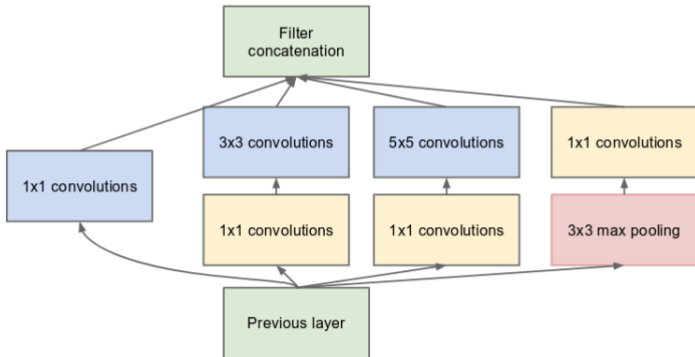 Filter
concatenation
3x3 convolutions
5x5 convolutions
1x1 convolutions
1x1 convolutions
1x1 convolutions
1x1 convolutions
3x3 max pooling
Previous layer